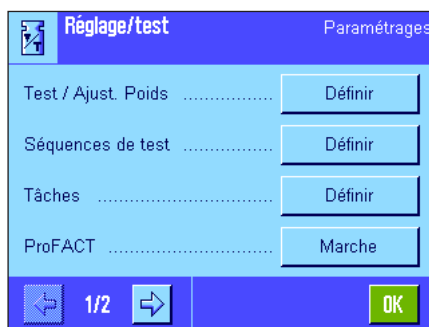 Réglage/test
Paramétrages
Test / Ajust. Poids ................ Définir
Séquences de test ................ Définir
Tâches ............................... Définir
ProFACT ............................. Marche
1/2
OK